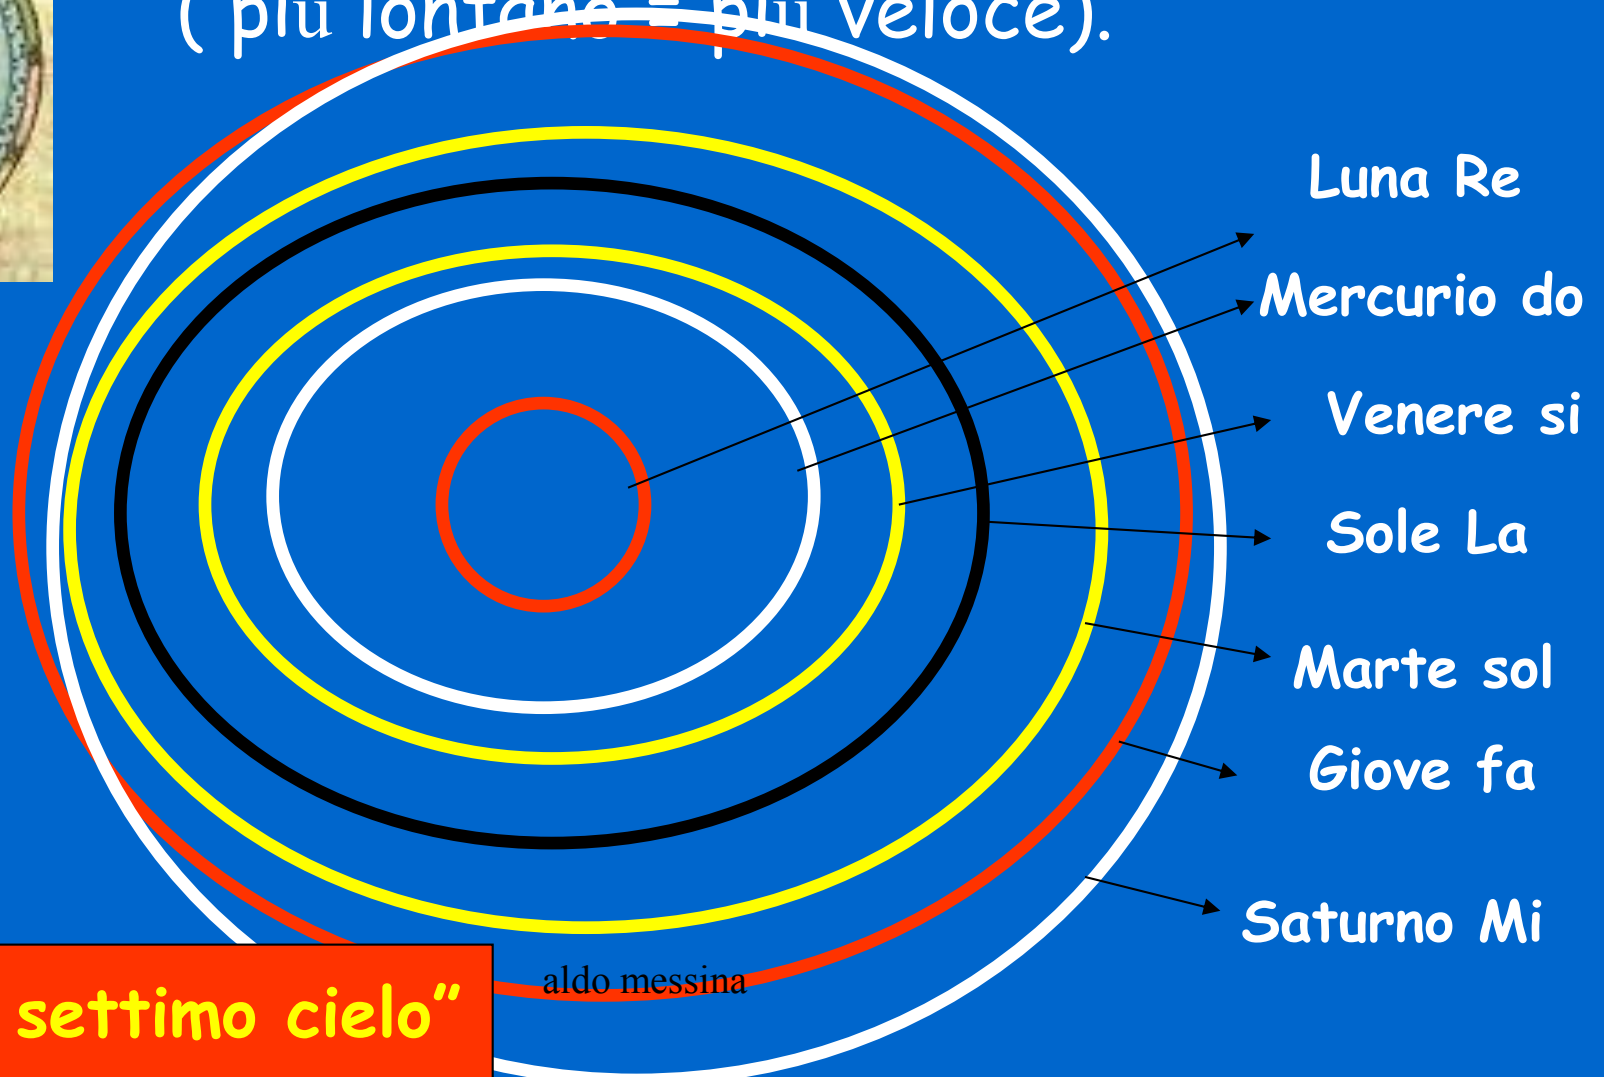 ( più lontano = più veloce).
Luna Re
Mercurio do
Venere si
Sole La
Marte sol
Giove fa
Saturno Mi
settimo cielo”
aldo messina